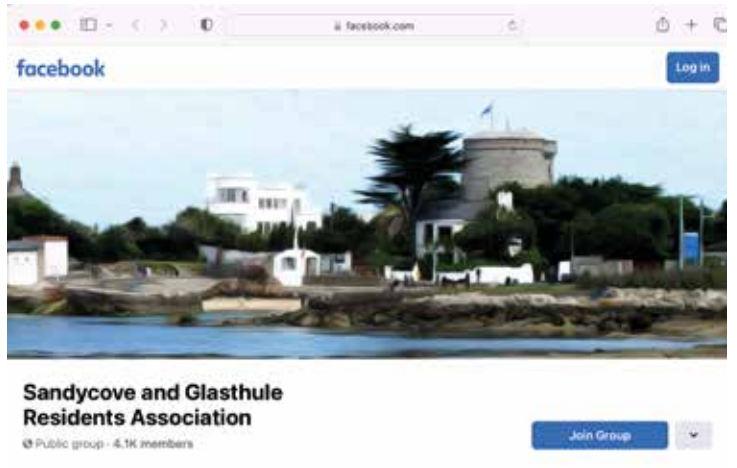 facebook.com
facebook
Log in
Sandycove and Glasthule
Residents Association
Public group · 4.1K members
Join Group